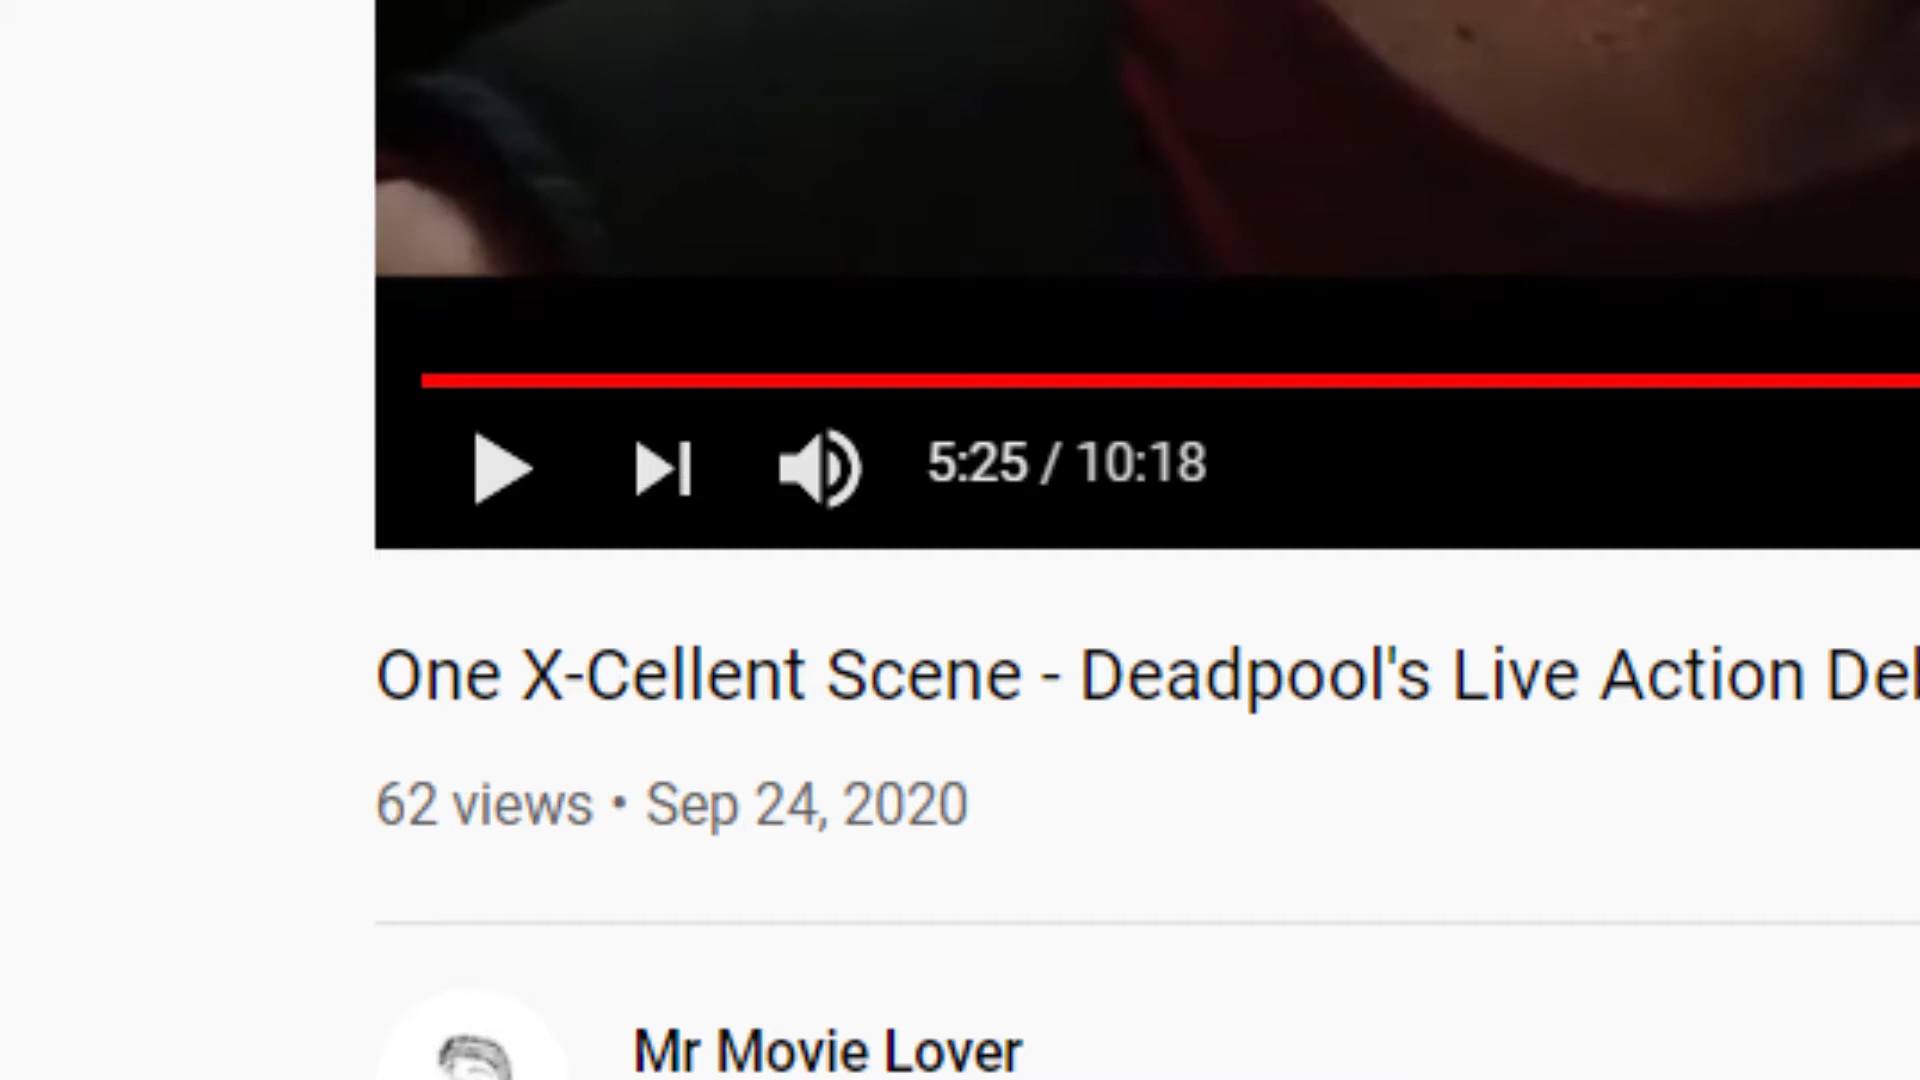 5:25 / 10:18
One X-Cellent Scene - Deadpool's Live Action
62 views • Sep 24, 2020
Mr Movie Lover